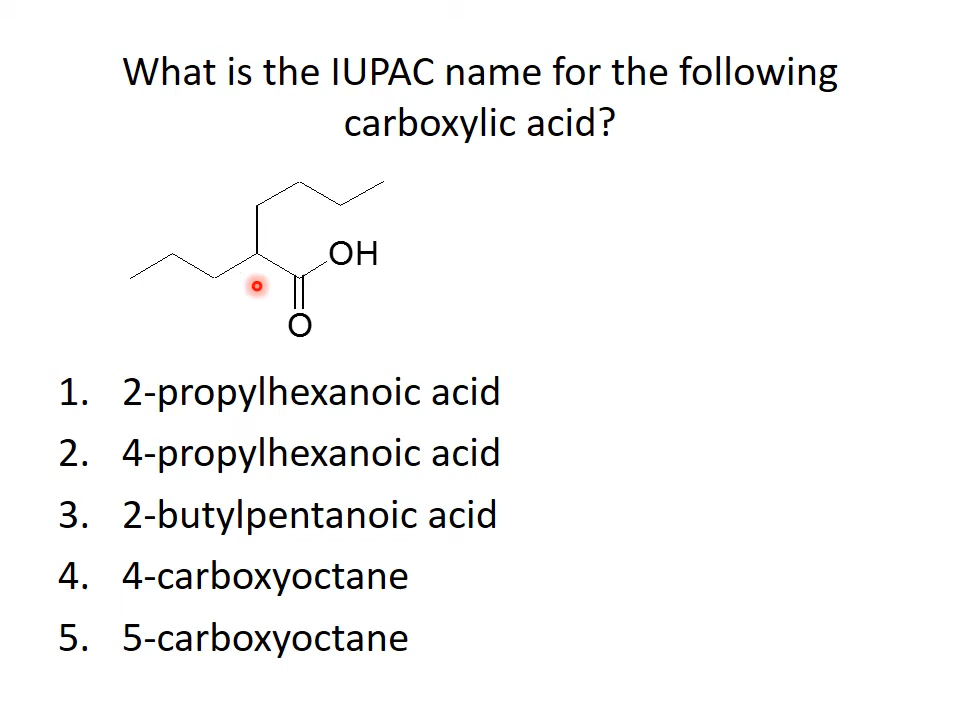 What is the IUPAC name for the following
carboxylic acid?
OH
O
1. 2-propylhexanoic acid
2. 4-propylhexanoic acid
3. 2-butylpentanoic acid
4. 4-carboxyoctane
5. 5-carboxyoctane